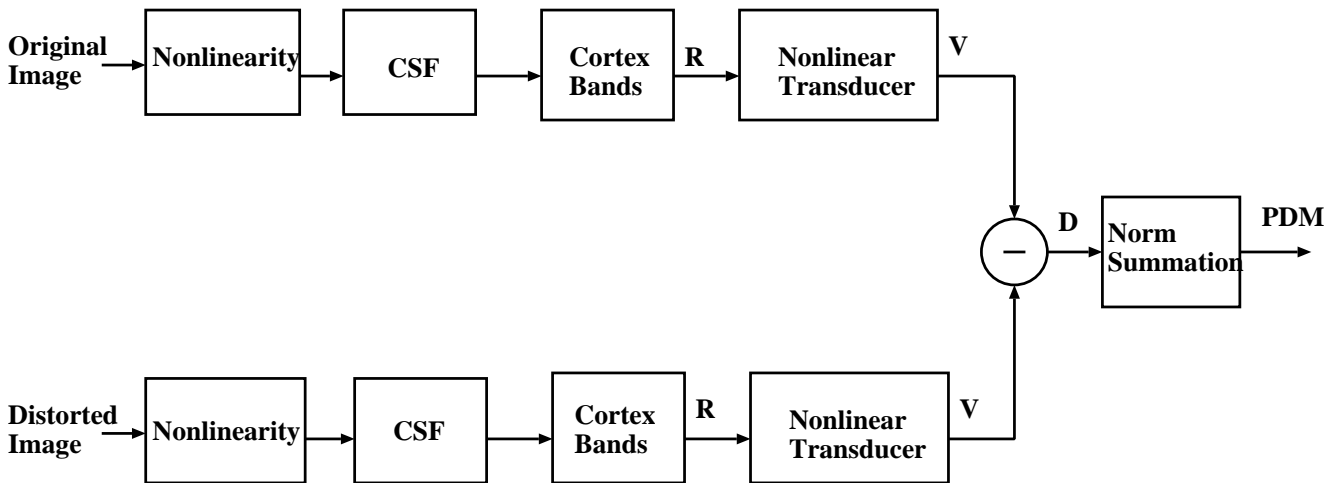 Original
Image
Nonlinearity
CSF
Cortex
Bands
R
Nonlinear
Transducer
V
−
D
Norm
Summation
PDM
Distorted
Image
Nonlinearity
CSF
Cortex
Bands
R
Nonlinear
Transducer
V